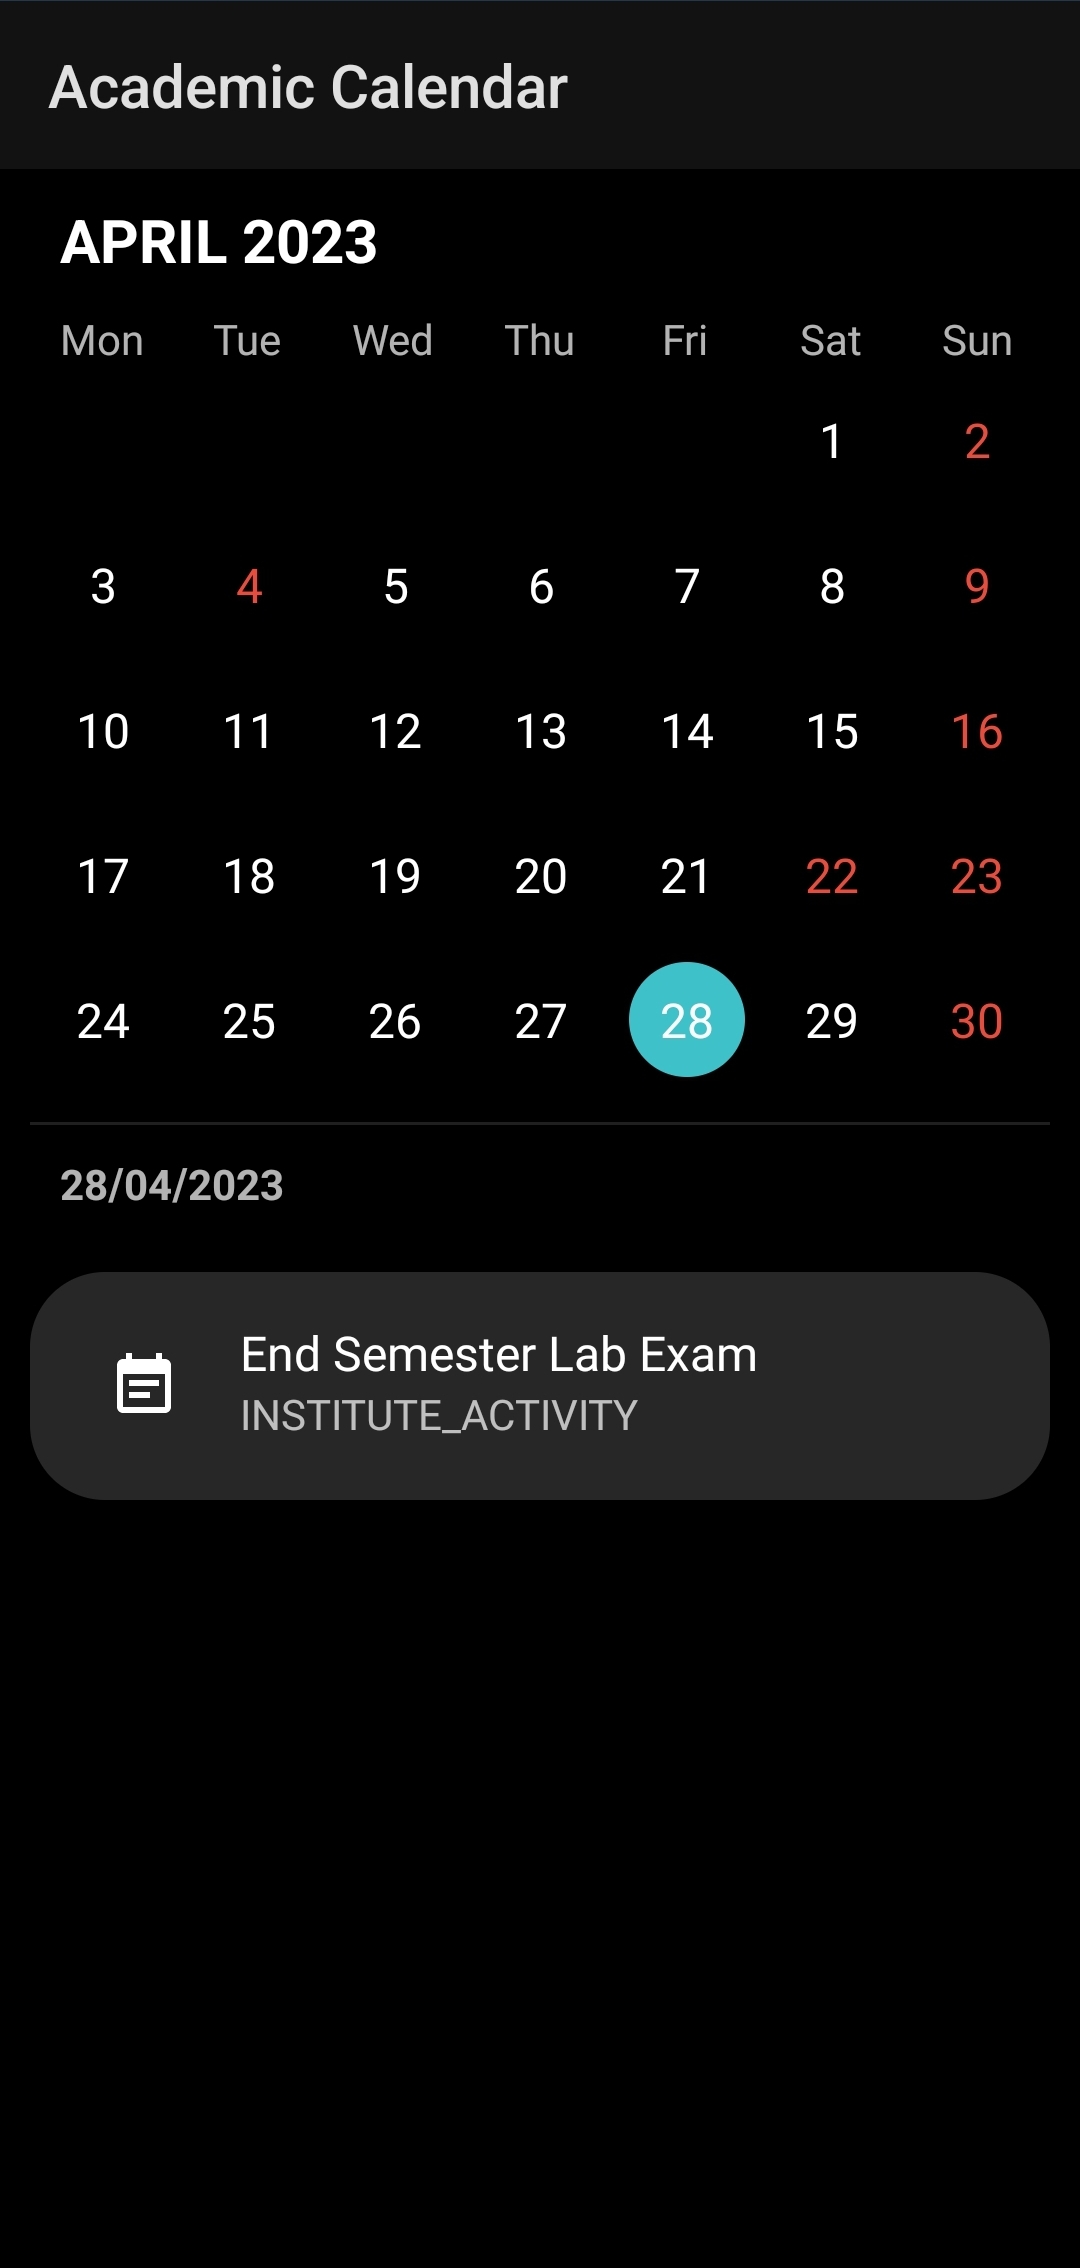 Academic Calendar
APRIL 2023
Mon Tue Wed Thu Fri Sat Sun
1 2
3 4 5 6 7 8 9
10 11 12 13 14 15 16
17 18 19 20 21 22 23
24 25 26 27 28 29 30
28/04/2023
End Semester Lab Exam
INSTITUTE_ACTIVITY